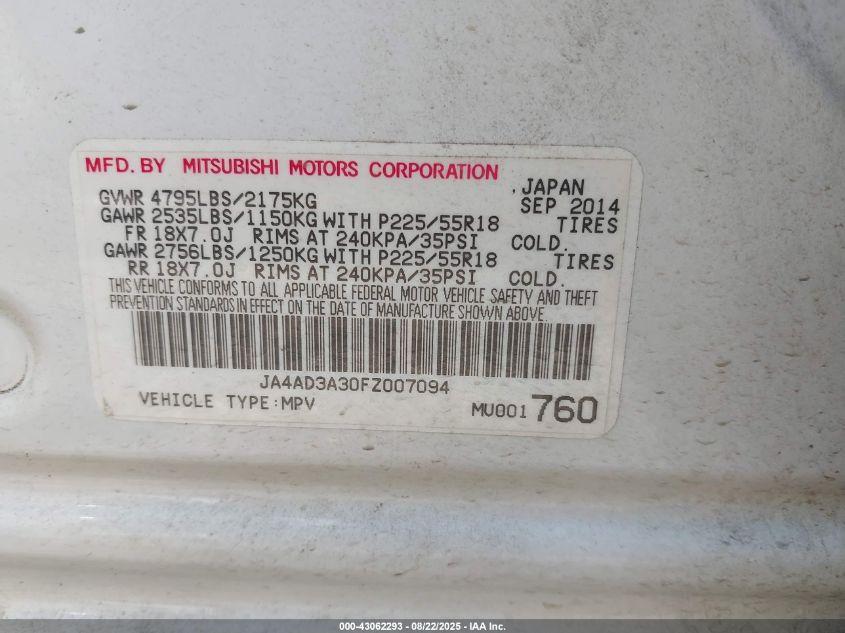 MFD. BY MITSUBISHI MOTORS CORPORATION
, JAPAN
GVWR 4795LBS/2175KG SEP 2014
GAWR 2535LBS/1150KG WITH P225/55R18 TIRES
FR 18X7.0J RIMS AT 240KPA/35PSI COLD.
GAWR 2756LBS/1250KG WITH P225/55R18 TIRES
RR 18X7.0J RIMS AT 240KPA/35PSI COLD.
THIS VEHICLE CONFORMS TO ALL APPLICABLE FEDERAL MOTOR VEHICLE SAFETY AND THEFT
PREVENTION STANDARDS IN EFFECT ON THE DATE OF MANUFACTURE SHOWN ABOVE.
JA4AD3A30FZ007094
VEHICLE TYPE:MPV MU001 760
000-43062293 - 08/22/2025 - IAA Inc.